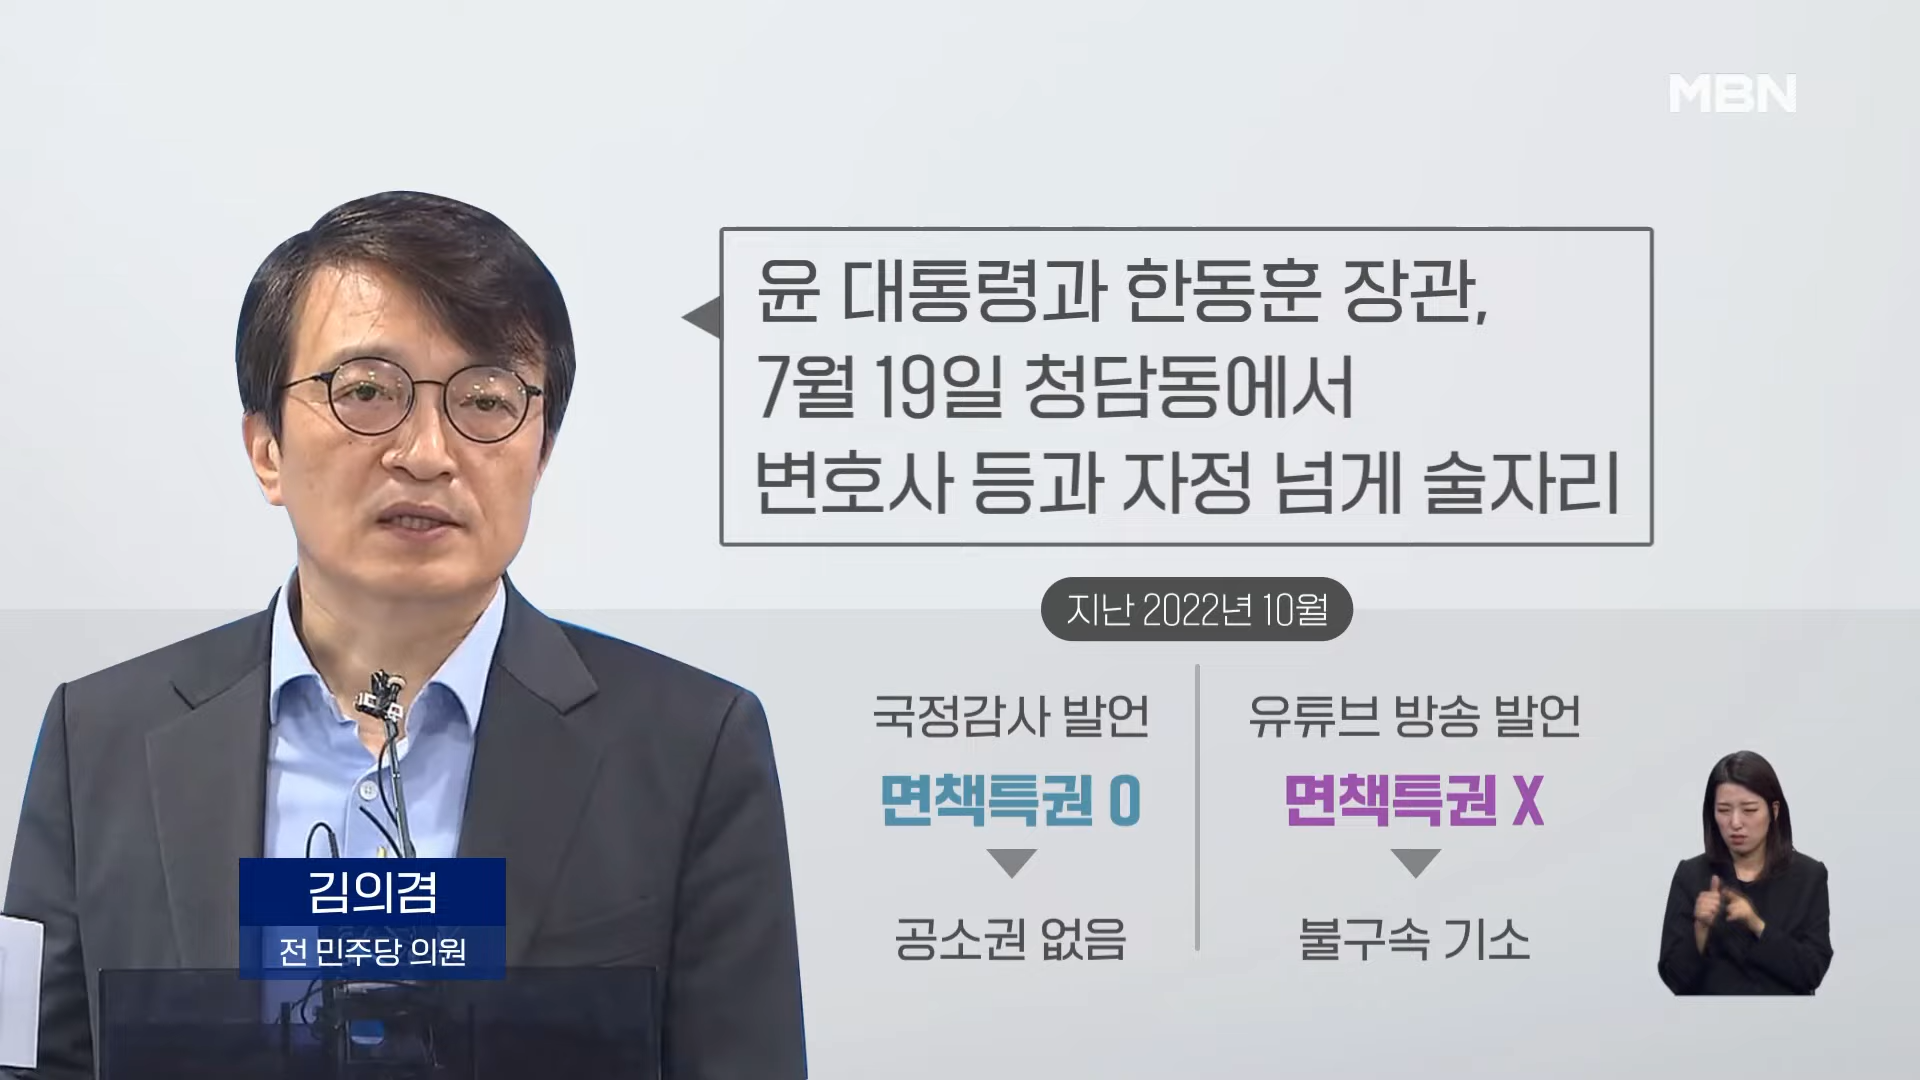 MBN
윤 대통령과 한동훈 장관,
7월 19일 청담동에서
변호사 등과 자정 넘게 술자리
지난 2022년 10월
국정감사 발언
면책특권 O
공소권 없음
유튜브 방송 발언
면책특권 X
불구속 기소
김의겸
전 민주당 의원